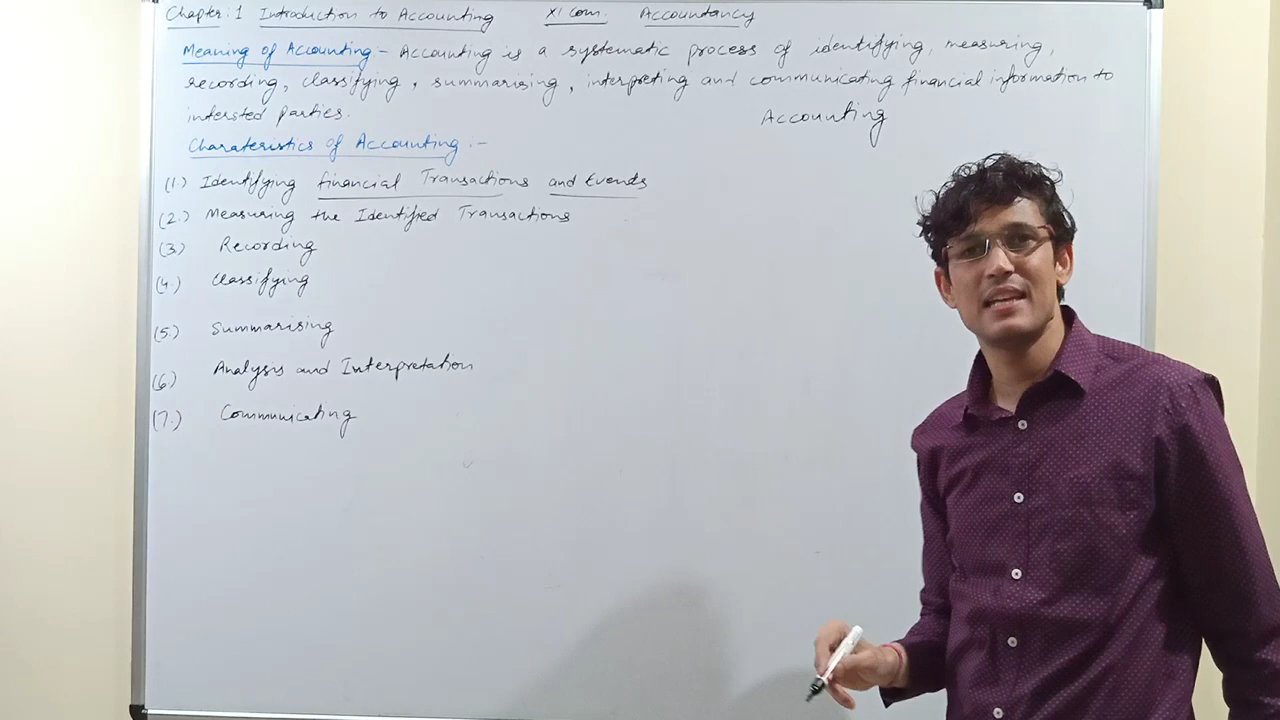 Chapter: 1 Introduction to Accounting XI com. Accountancy
Meaning of Accounting - Accounting is a systematic process of identifying, measuring,
recording, classifying, summarising, interpreting and communicating financial information to
intersted parties.
Accounting
Charateristics of Accounting :-
(1.) Identifying financial Transactions and Events
(2.) Measuring the Identified Transactions
(3.) Recording
(4.) Classifying
(5.) Summarising
(6.) Analysis and Interpretation
(7.) Communicating